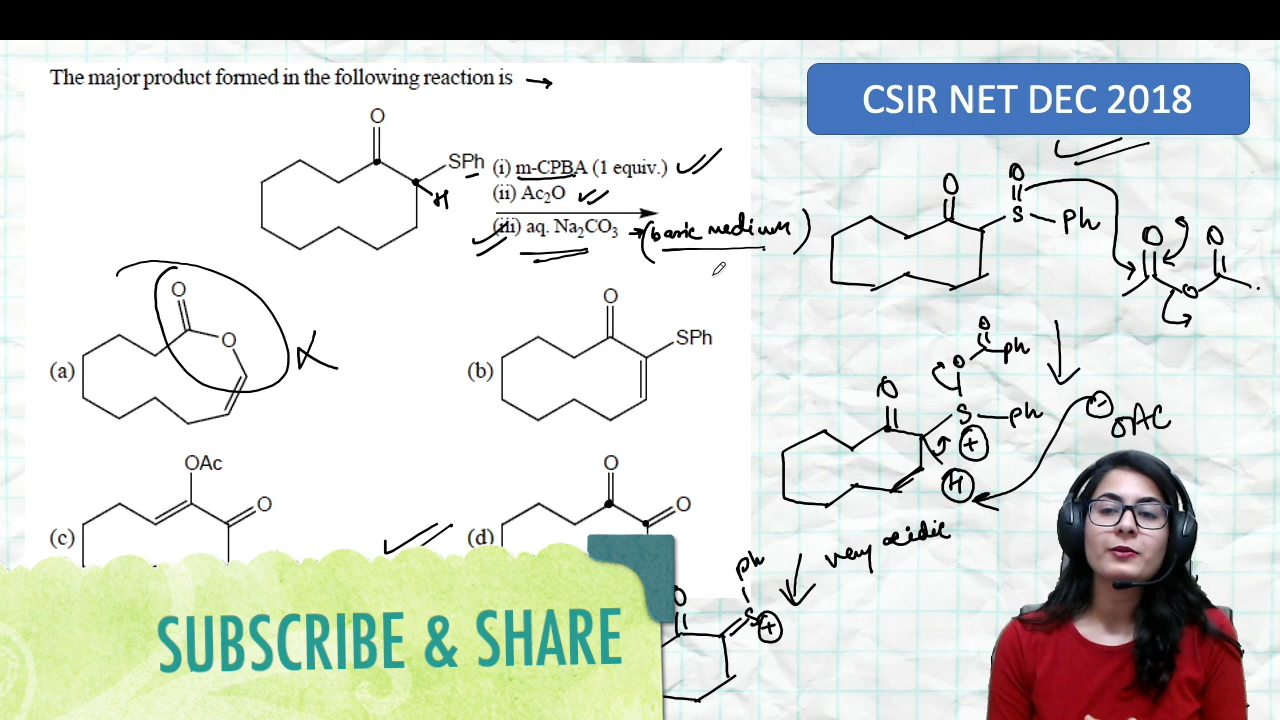 The major product formed in the following reaction is →
CSIR NET DEC 2018
O
SPh
H
(i) m-CPBA (1 equiv.)
(ii) Ac2O
(iii) aq. Na2CO3 → (basic medium)
O
O
S
Ph
O
O
O
(a)
O
O
(b)
O
SPh
O
O
Ph
O
S
Ph
+
H
-
OAC
very acidic
(c)
OAc
O
(d)
O
O
Ph
O
S
+
SUBSCRIBE & SHARE